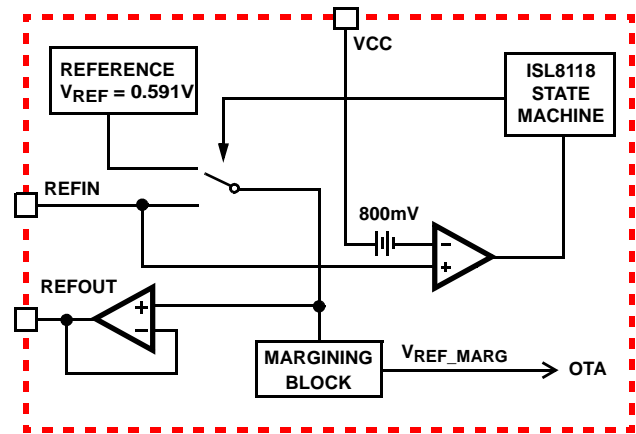 VCC
REFERENCE
VREF = 0.591V
ISL8118
STATE
MACHINE
REFIN
800mV
−
+
REFOUT
+
−
MARGINING
BLOCK
VREF_MARG
OTA